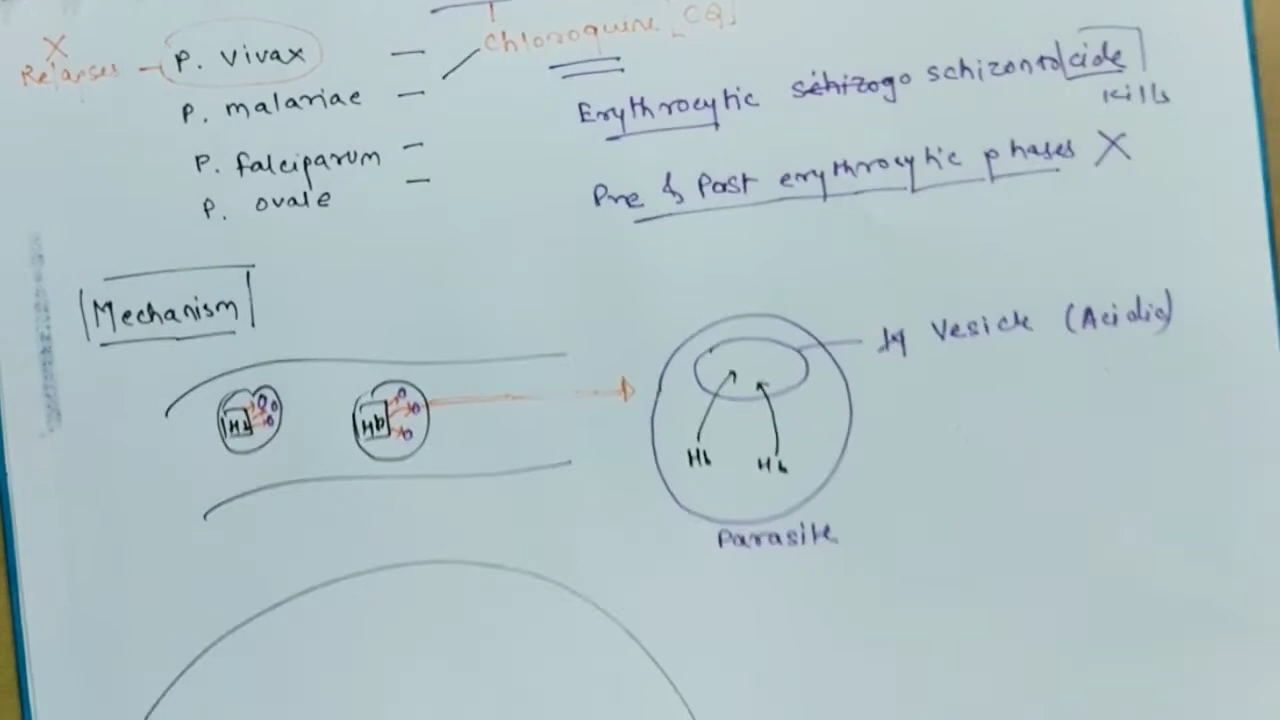 Chloroquine [CQ]
X
Relapses – P. vivax –
P. malariae –
P. falciparum –
P. ovale –
Erythrocytic schizogo schizontocide
kills
Pre & Post erythrocytic phases X
Mechanism
Hb Hb
Vesicle (Acidic)
Hb Hb
Parasite